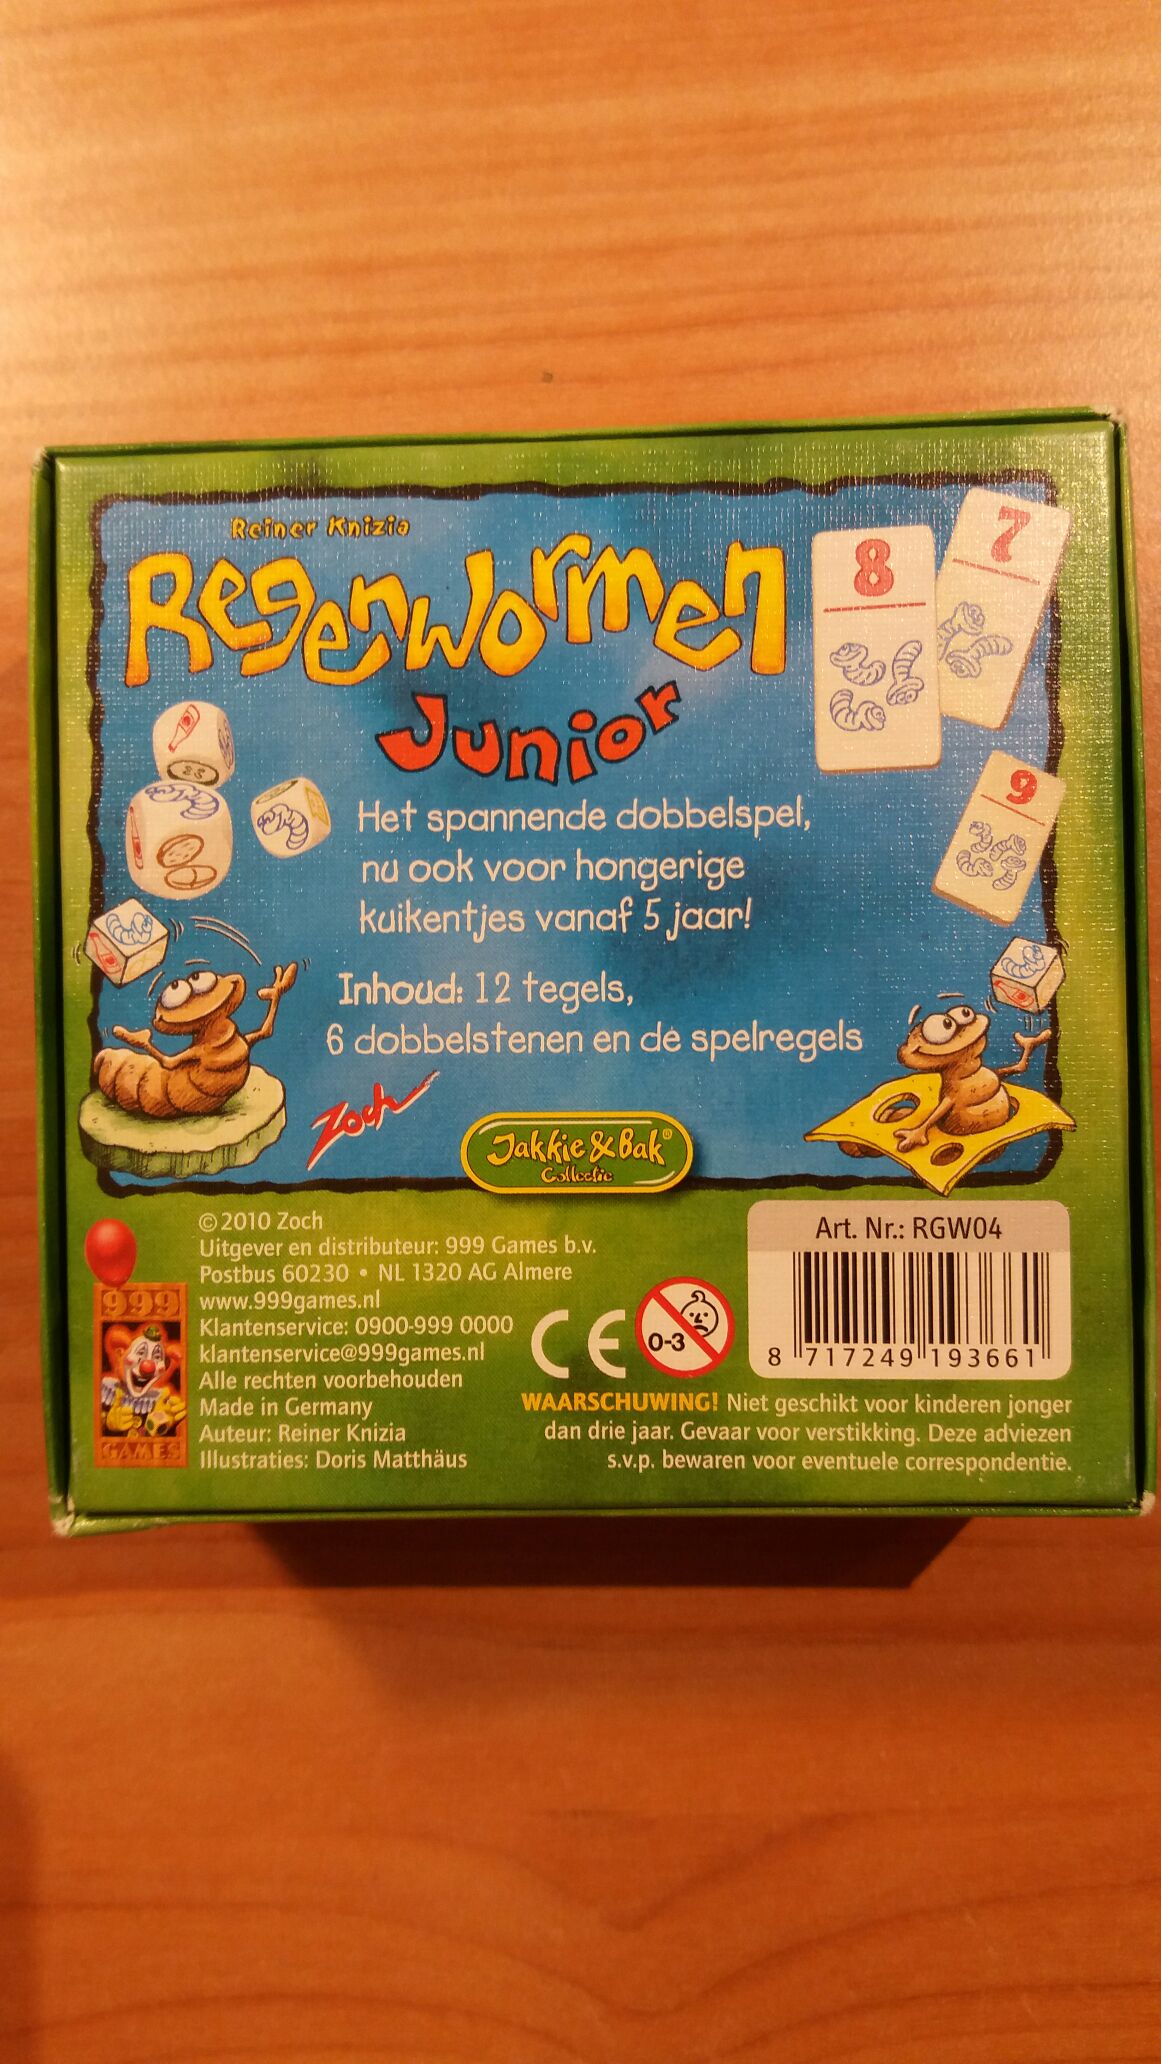 Reiner Knizia
Regenwormen
Junior
8
7
9
Het spannende dobbelspel,
nu ook voor hongerige
kuikentjes vanaf 5 jaar!
Inhoud: 12 tegels,
6 dobbelstenen en de spelregels
Zoch
Jakkie & Bak®
Collectie
© 2010 Zoch
Uitgever en distributeur: 999 Games b.v.
Postbus 60230 • NL 1320 AG Almere
www.999games.nl
Klantenservice: 0900-999 0000
klantenservice@999games.nl
Alle rechten voorbehouden
Made in Germany
Auteur: Reiner Knizia
Illustraties: Doris Matthäus
999
GAMES
CE
0-3
Art. Nr.: RGW04
8 717249 193661
WAARSCHUWING! Niet geschikt voor kinderen jonger
dan drie jaar. Gevaar voor verstikking. Deze adviezen
s.v.p. bewaren voor eventuele correspondentie.